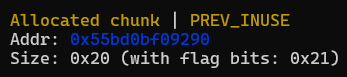 Allocated chunk | PREV_INUSE
Addr: 0x55bd0bf09290
Size: 0x20 (with flag bits: 0x21)